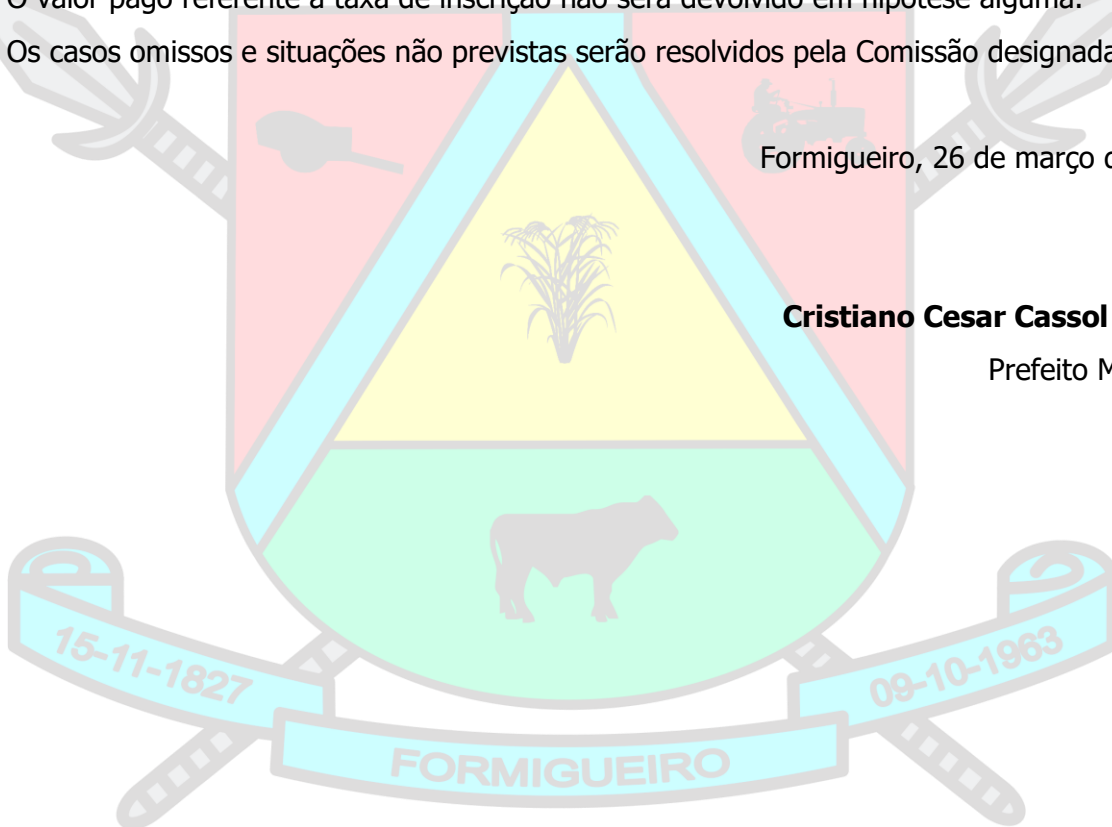 O valor pago referente a taxa de inscrição não será devolvido em hipótese alguma.
Os casos omissos e situações não previstas serão resolvidos pela Comissão designada
Formigueiro, 26 de março
Cristiano Cesar Cassol
Prefeito
15-11-1827
09-10-1963
FORMIGUEIRO